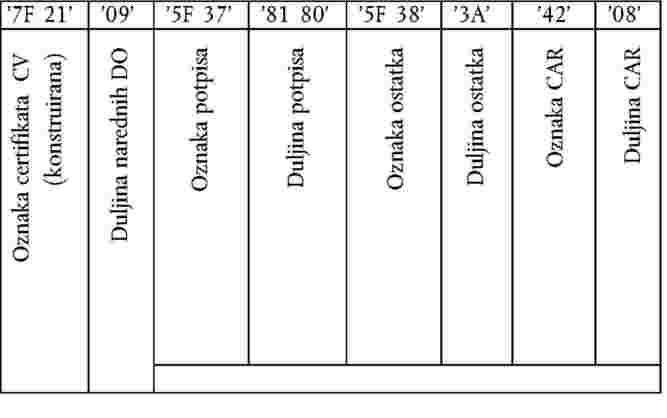 '7F 21' '09' '5F 37' '81 80' '5F 38' '3A' '42' '08'
Oznaka certifikata CV
(konstruirana)
Duljina narednih DO
Oznaka potpisa
Duljina potpisa
Oznaka ostatka
Duljina ostatka
Oznaka CAR
Duljina CAR